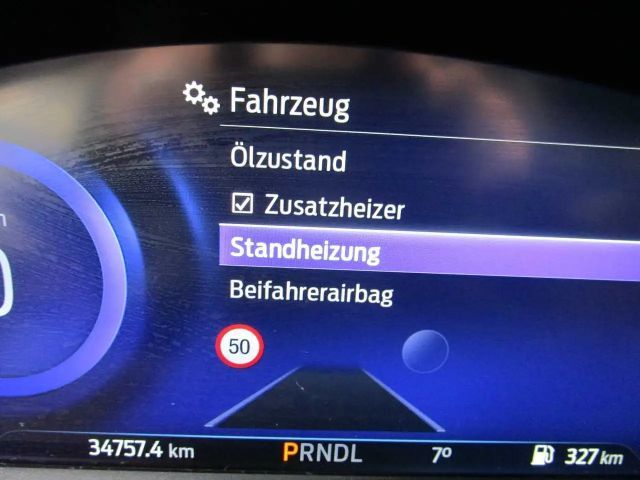 Fahrzeug
Ölzustand
Zusatzheizer
Standheizung
Beifahrerairbag
50
34757.4 km PRNDL 7° 327 km